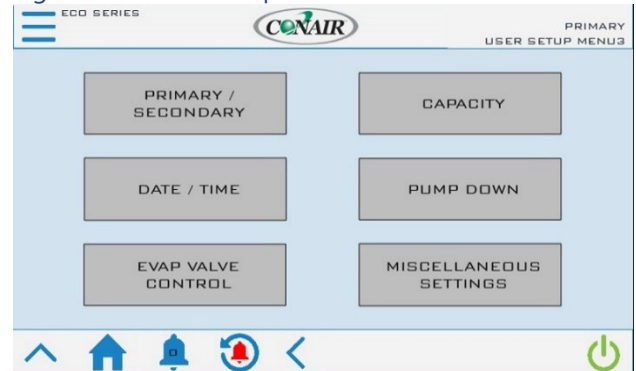 ECO SERIES
CONAIR
PRIMARY
USER SETUP MENU3
PRIMARY /
SECONDARY
CAPACITY
DATE / TIME
PUMP DOWN
EVAP VALVE
CONTROL
MISCELLANEOUS
SETTINGS
0